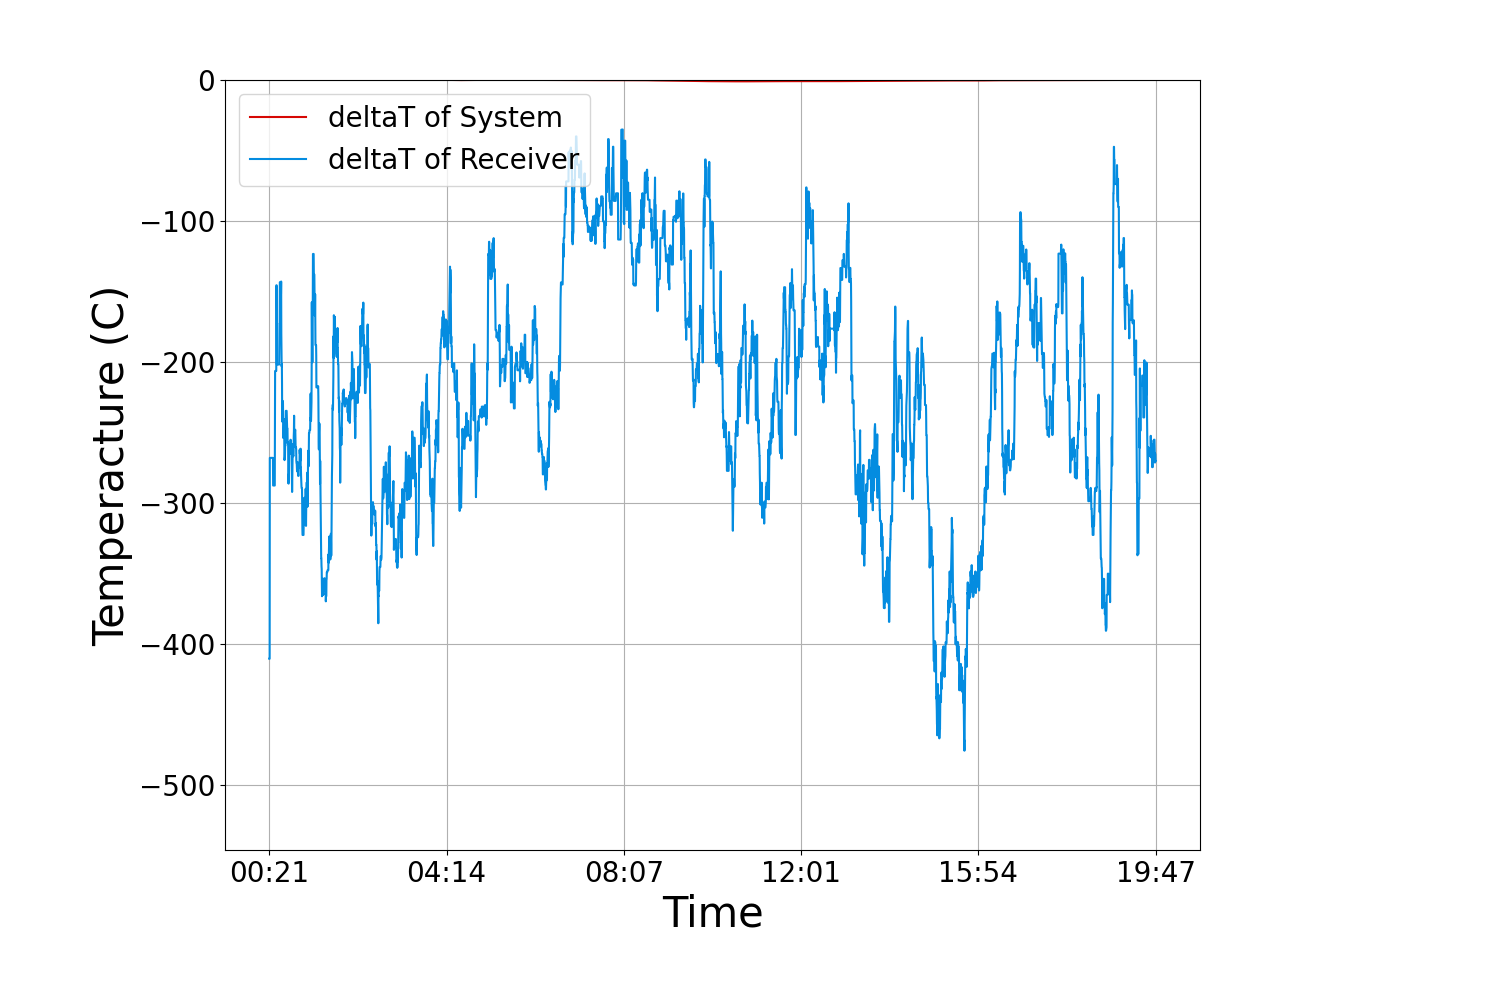 deltaT of System
deltaT of Receiver
0
−100
−200
−300
−400
−500
Temperacture (C)
00:21 04:14 08:07 12:01 15:54 19:47
Time